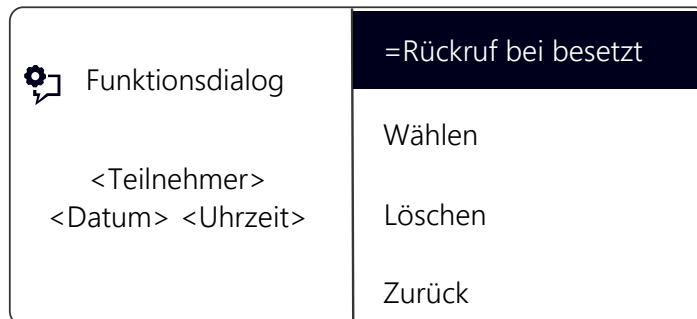 Funktionsdialog
<Teilnehmer>
<Datum> <Uhrzeit>
=Rückruf bei besetzt
Wählen
Löschen
Zurück